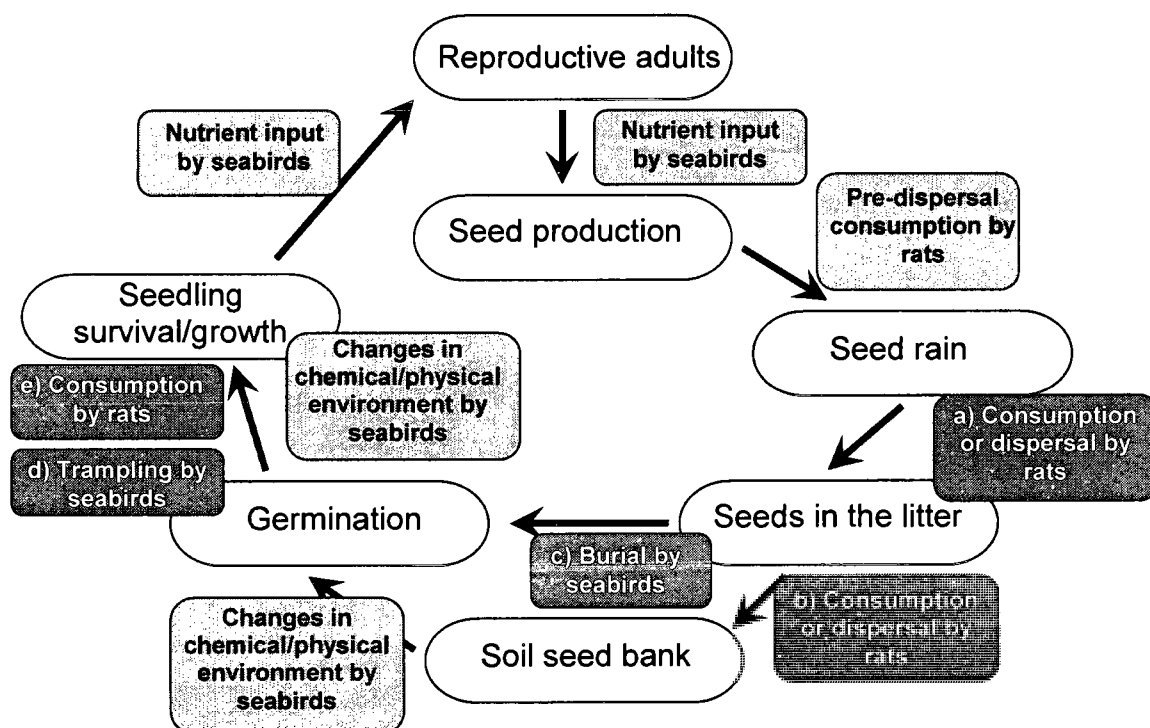 Reproductive adults
Nutrient input
by seabirds
Nutrient input
by seabirds
Seed production
Pre-dispersal
consumption by
rats
Seed rain
a) Consumption
or dispersal by
rats
Seeds in the litter
b) Consumption
or dispersal by
rats
c) Burial by
seabirds
Soil seed bank
Changes in
chemical/physical
environment by
seabirds
Germination
d) Trampling by
seabirds
e) Consumption
by rats
Changes in
chemical/physical
environment by
seabirds
Seedling
survival/growth